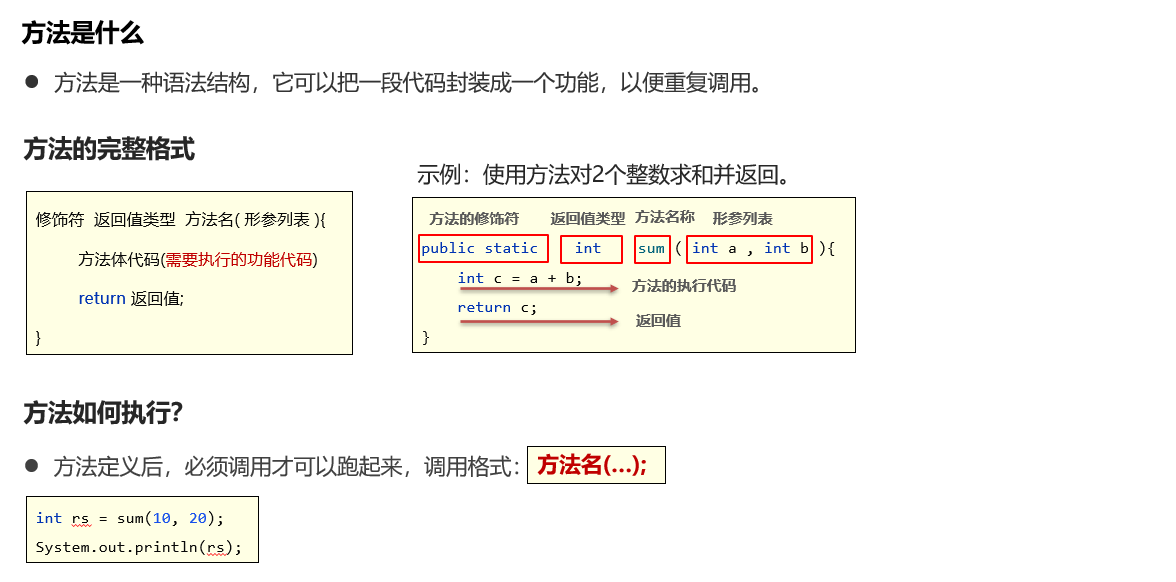 方法是什么
● 方法是一种语法结构，它可以把一段代码封装成一个功能，以便重复调用。
方法的完整格式
修饰符 返回值类型 方法名( 形参列表 ){
方法体代码(需要执行的功能代码)
return 返回值;
}
示例：使用方法对2个整数求和并返回。
方法的修饰符 返回值类型 方法名称 形参列表
public static int sum ( int a , int b ){
int c = a + b; 方法的执行代码
return c; 返回值
}
方法如何执行?
● 方法定义后，必须调用才可以跑起来，调用格式： 方法名(…);
int rs = sum(10, 20);
System.out.println(rs);